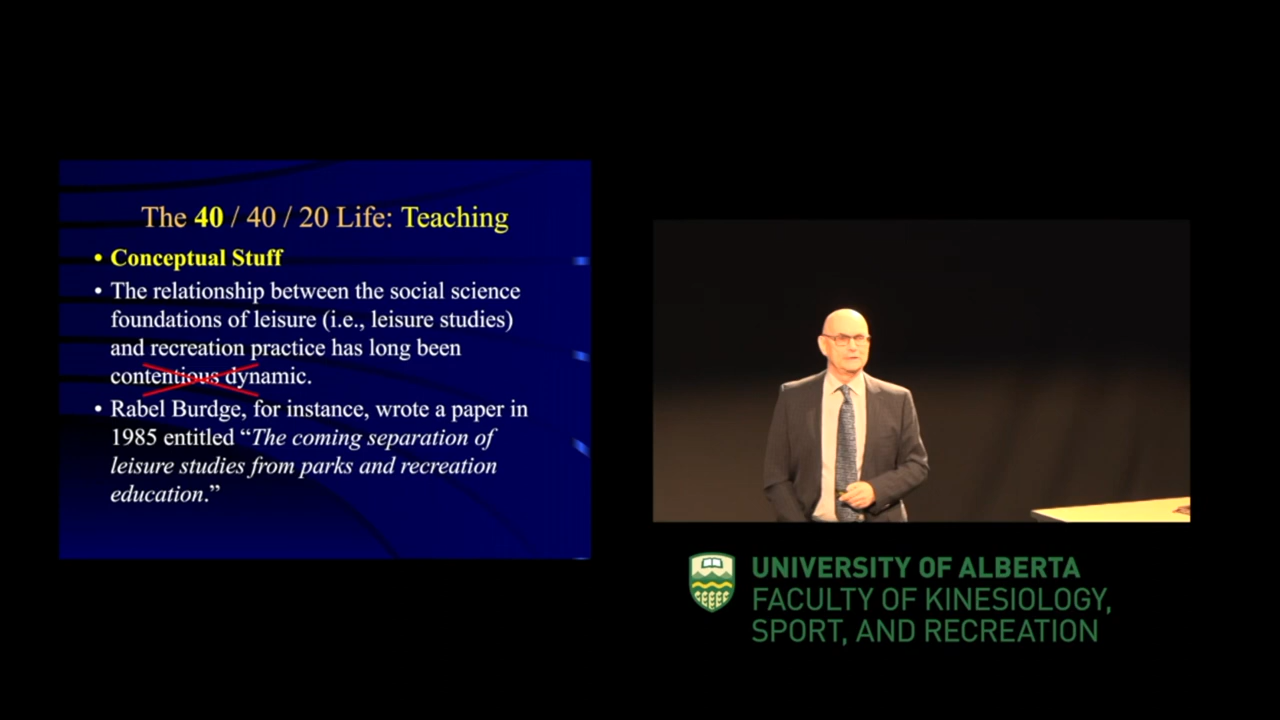 The 40 / 40 / 20 Life: Teaching
• Conceptual Stuff
• The relationship between the social science
foundations of leisure (i.e., leisure studies)
and recreation practice has long been
contentious dynamic.
• Rabel Burdge, for instance, wrote a paper in
1985 entitled “The coming separation of
leisure studies from parks and recreation
education.”
UNIVERSITY OF ALBERTA
FACULTY OF KINESIOLOGY,
SPORT, AND RECREATION